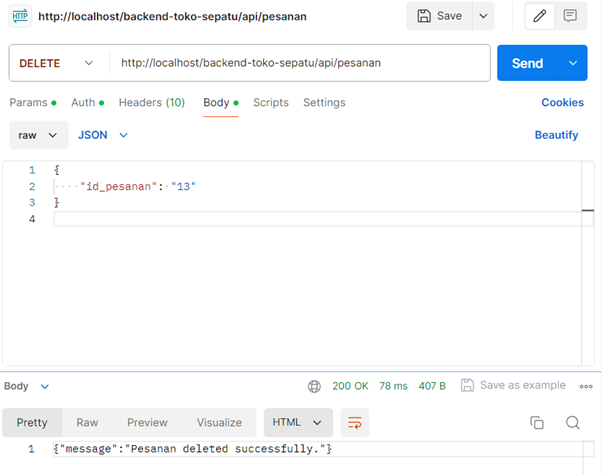 HTTP http://localhost/backend-toko-sepatu/api/pesanan Save
DELETE http://localhost/backend-toko-sepatu/api/pesanan Send
Params Auth Headers (10) Body Scripts Settings Cookies
raw JSON Beautify
1 {
2 "id_pesanan": "13"
3 }
4
Body 200 OK 78 ms 407 B Save as example
Pretty Raw Preview Visualize HTML
1 {"message":"Pesanan deleted successfully."}